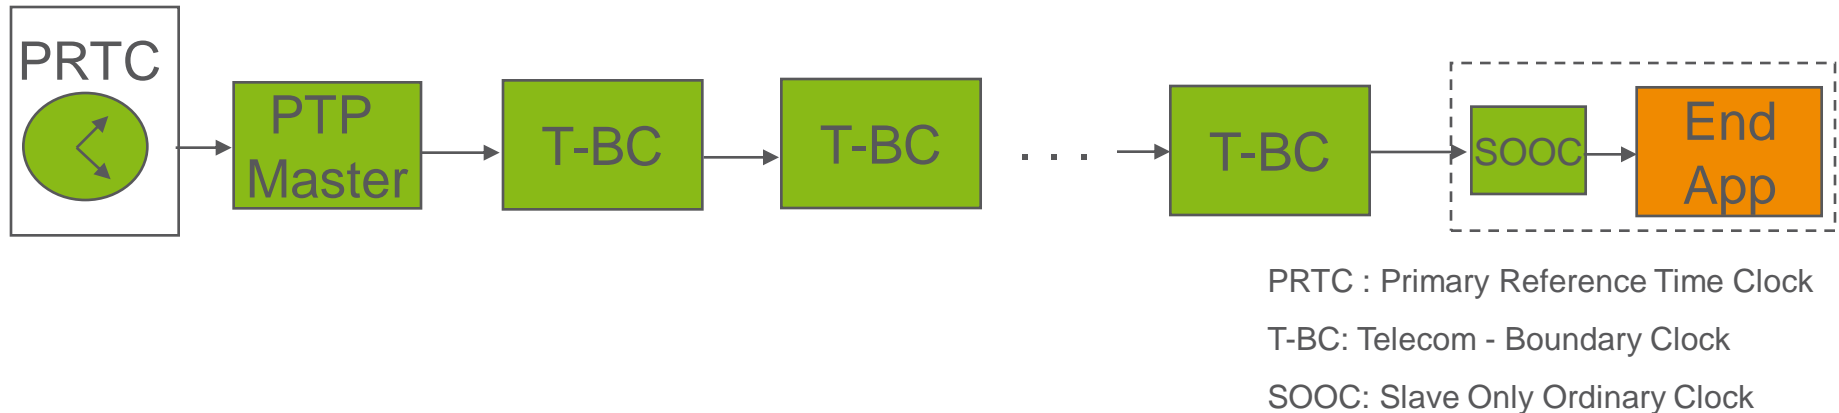 PRTC
PTP
Master
T-BC
T-BC
. . .
T-BC
SOOC
End
App
PRTC : Primary Reference Time Clock
T-BC: Telecom - Boundary Clock
SOOC: Slave Only Ordinary Clock